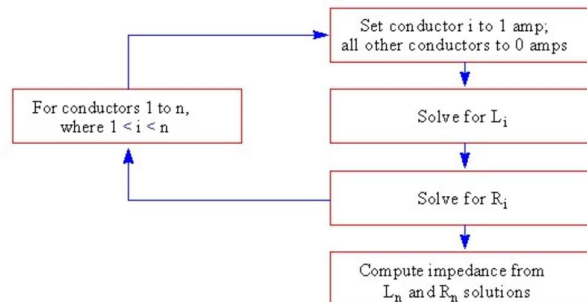 Set conductor i to 1 amp;
all other conductors to 0 amps
For conductors 1 to n,
where 1 < i < n
Solve for Li
Solve for Ri
Compute impedance from
Ln and Rn solutions